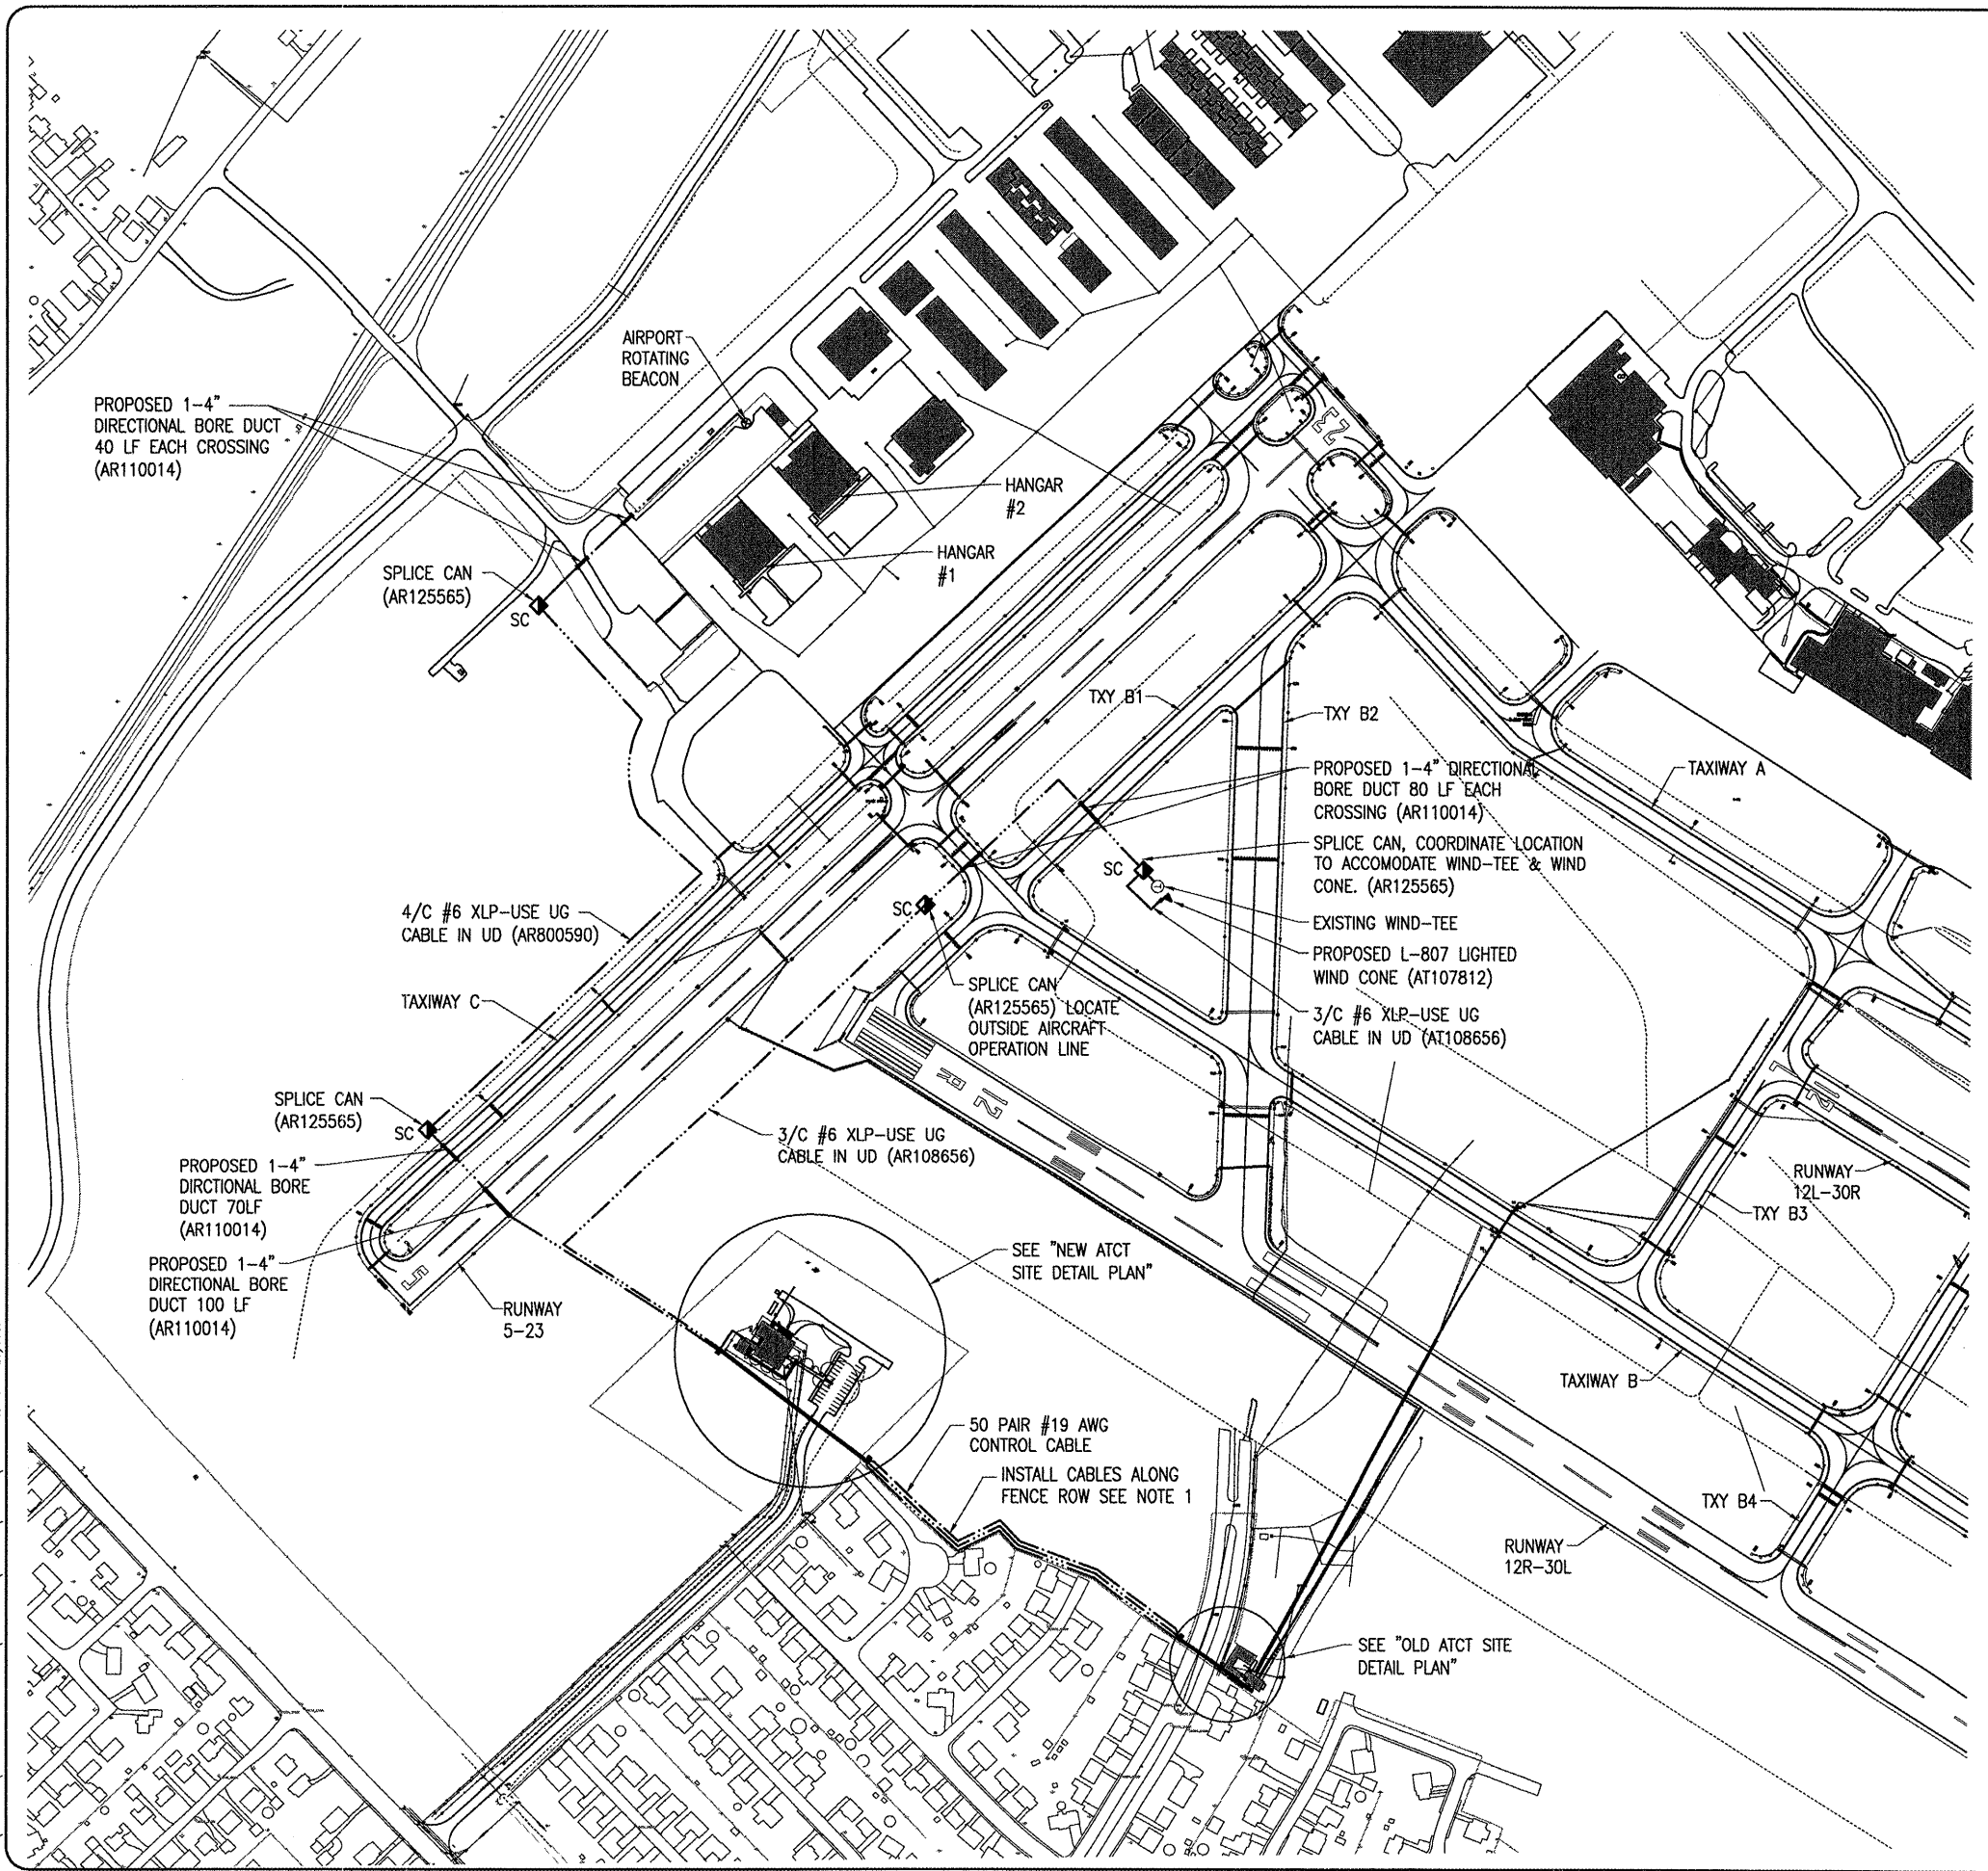 AIRPORT
ROTATING
BEACON
PROPOSED 1-4"
DIRECTIONAL BORE DUCT
40 LF EACH CROSSING
(AR110014)
HANGAR
#2
HANGAR
#1
SPLICE CAN
(AR125565)
SC
23
TXY B1
TXY B2
TAXIWAY A
PROPOSED 1-4" DIRECTIONAL
BORE DUCT 80 LF EACH
CROSSING (AR110014)
SPLICE CAN, COORDINATE LOCATION
TO ACCOMODATE WIND-TEE & WIND
CONE. (AR125565)
SC
EXISTING WIND-TEE
PROPOSED L-807 LIGHTED
WIND CONE (AT107812)
3/C #6 XLP-USE UG
CABLE IN UD (AT108656)
4/C #6 XLP-USE UG
CABLE IN UD (AR800590)
SC
SPLICE CAN
(AR125565) LOCATE
OUTSIDE AIRCRAFT
OPERATION LINE
TAXIWAY C
12R
12L
SPLICE CAN
(AR125565)
SC
3/C #6 XLP-USE UG
CABLE IN UD (AR108656)
PROPOSED 1-4"
DIRCTIONAL BORE
DUCT 70LF
(AR110014)
RUNWAY
12L-30R
TXY B3
PROPOSED 1-4"
DIRECTIONAL BORE
DUCT 100 LF
(AR110014)
5
RUNWAY
5-23
SEE "NEW ATCT
SITE DETAIL PLAN"
TAXIWAY B
50 PAIR #19 AWG
CONTROL CABLE
INSTALL CABLES ALONG
FENCE ROW SEE NOTE 1
TXY B4
RUNWAY
12R-30L
SEE "OLD ATCT SITE
DETAIL PLAN"